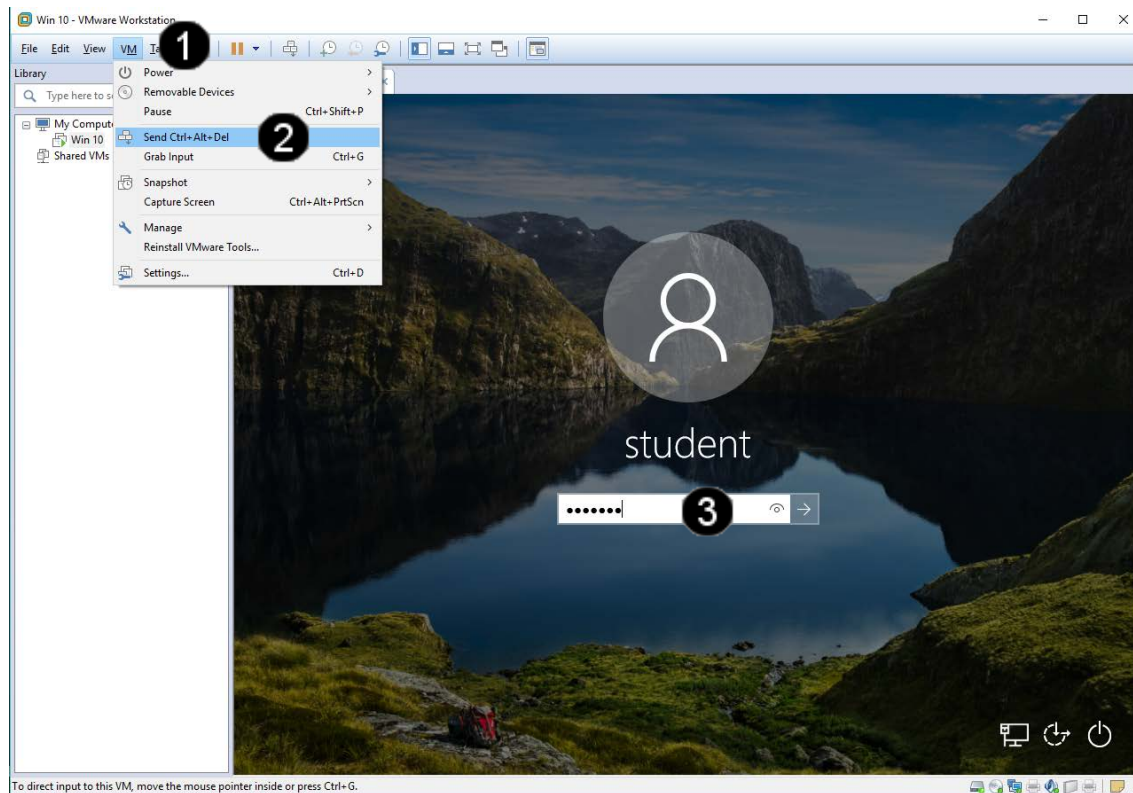 Win 10 - VMware Workstation
File Edit View VM
1
Library
Type here to
My Compute
Win 10
Shared VMs
Power
Removable Devices
Pause Ctrl+Shift+P
Send Ctrl+Alt+Del
2
Grab Input Ctrl+G
Snapshot
Capture Screen Ctrl+Alt+PrtScn
Manage
Reinstall VMware Tools...
Settings... Ctrl+D
student
3
To direct input to this VM, move the mouse pointer inside or press Ctrl+G.